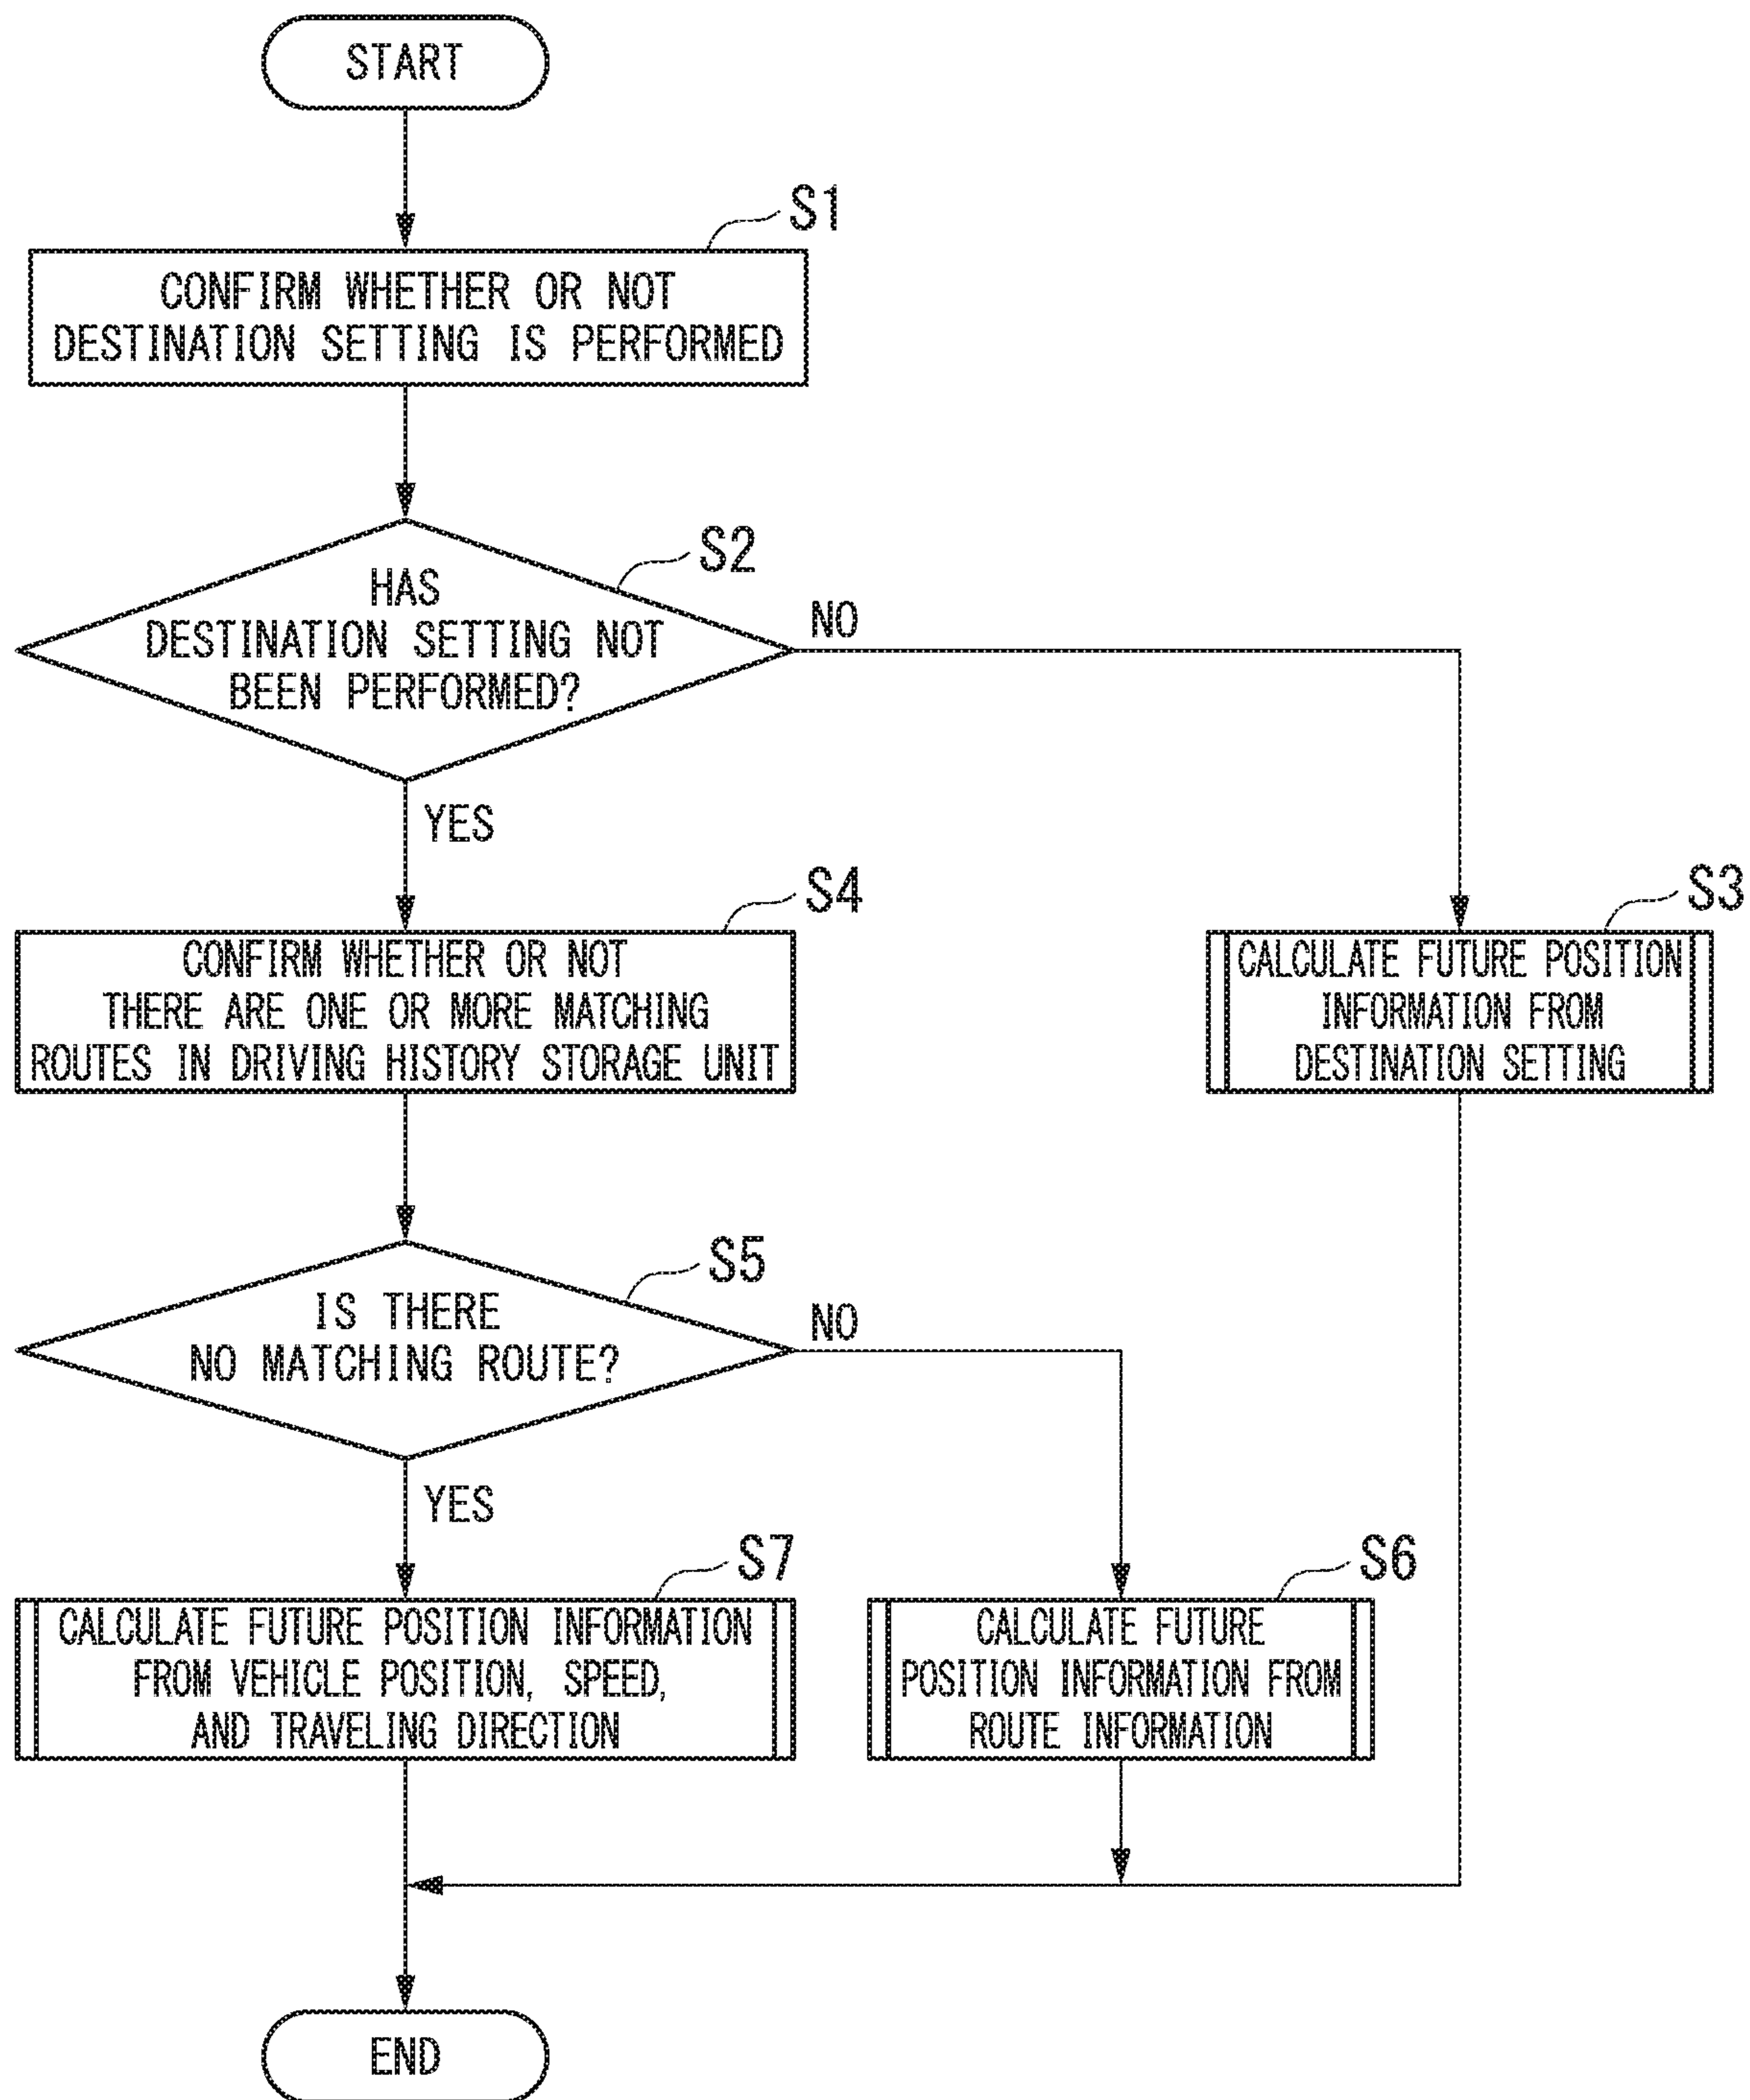 START
S1
CONFIRM WHETHER OR NOT
DESTINATION SETTING IS PERFORMED
S2
HAS
DESTINATION SETTING NOT
BEEN PERFORMED?
NO
YES
S4
CONFIRM WHETHER OR NOT
THERE ARE ONE OR MORE MATCHING
ROUTES IN DRIVING HISTORY STORAGE UNIT
S3
CALCULATE FUTURE POSITION
INFORMATION FROM
DESTINATION SETTING
S5
IS THERE
NO MATCHING ROUTE?
NO
YES
S7
CALCULATE FUTURE POSITION INFORMATION
FROM VEHICLE POSITION, SPEED,
AND TRAVELING DIRECTION
S6
CALCULATE FUTURE
POSITION INFORMATION FROM
ROUTE INFORMATION
END